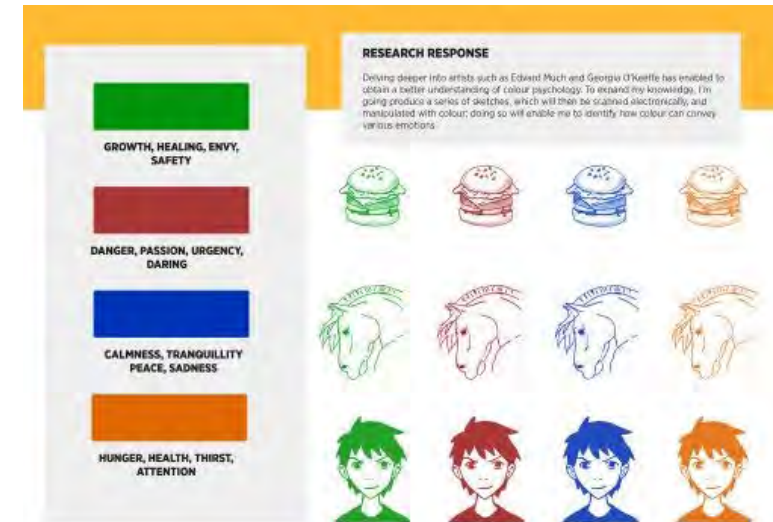 GROWTH, HEALING, ENVY,
SAFETY
DANGER, PASSION, URGENCY,
DARING
CALMNESS, TRANQUILLITY
PEACE, SADNESS
HUNGER, HEALTH, THIRST,
ATTENTION
RESEARCH RESPONSE
Delving deeper into artists such as Edvard Much and Georgia O'Keeffe has enabled to
obtain a better understanding of colour psychology. To expand my knowledge, I'm
going produce a series of sketches, which will then be scanned electronically, and
manipulated with colour; doing so will enable me to identify how colour can convey
various emotions.